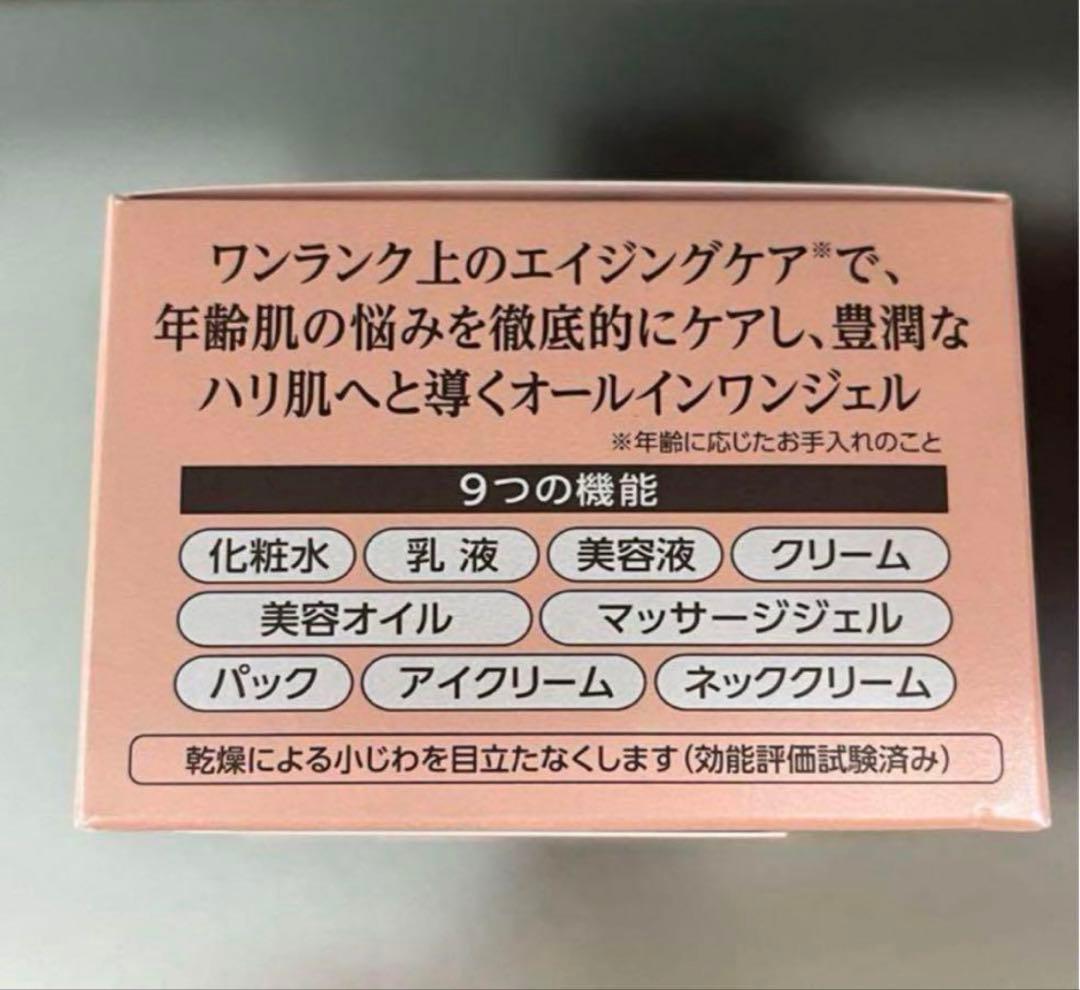 ワンランク上のエイジングケア※で、
年齢肌の悩みを徹底的にケアし、豊潤な
ハリ肌へと導くオールインワンジェル
※年齢に応じたお手入れのこと
9つの機能
化粧水 乳液 美容液 クリーム
美容オイル マッサージジェル
パック アイクリーム ネッククリーム
乾燥による小じわを目立たなくします(効能評価試験済み)